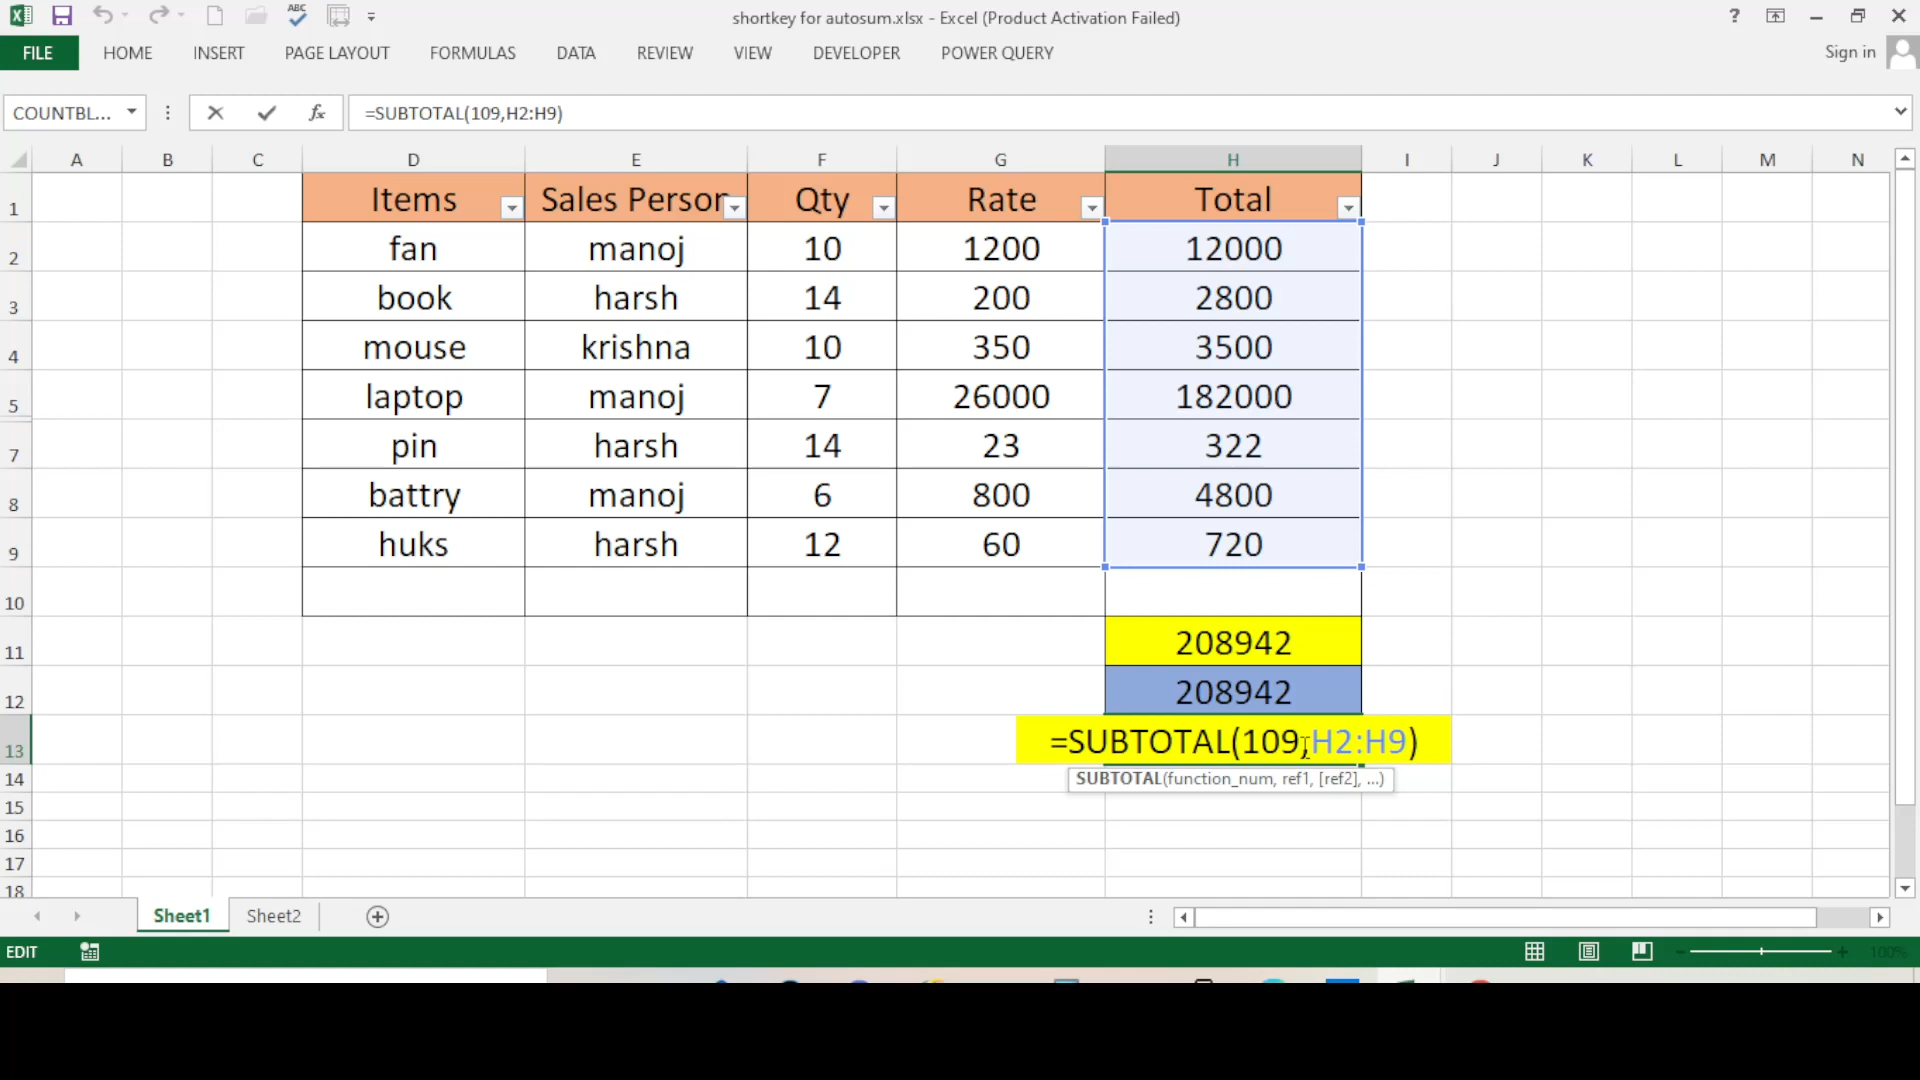 ABC
shortkey for autosum.xlsx - Excel (Product Activation Failed)
?
FILE HOME INSERT PAGE LAYOUT FORMULAS DATA REVIEW VIEW DEVELOPER POWER QUERY
Sign in
COUNTBL... fx =SUBTOTAL(109,H2:H9)
A B C D E F G H I J K L M N
1 Items Sales Person Qty Rate Total
2 fan manoj 10 1200 12000
3 book harsh 14 200 2800
4 mouse krishna 10 350 3500
5 laptop manoj 7 26000 182000
7 pin harsh 14 23 322
8 battry manoj 6 800 4800
9 huks harsh 12 60 720
10
11 208942
12 208942
13 =SUBTOTAL(109,H2:H9)
14 SUBTOTAL(function_num, ref1, [ref2], ...)
15
16
17
18
Sheet1 Sheet2
EDIT 100%